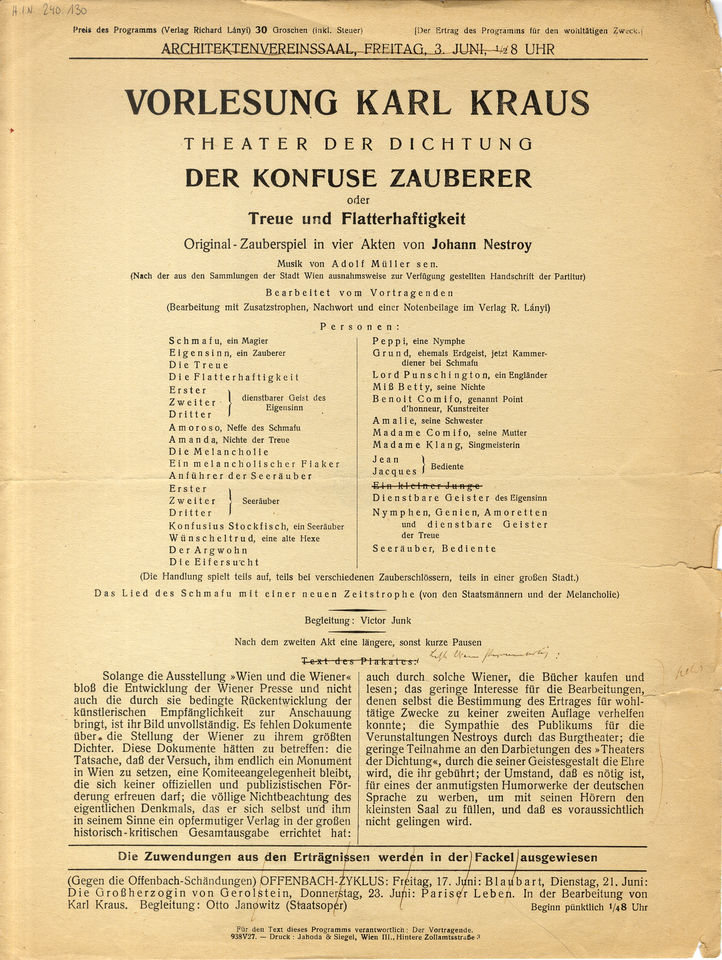 H.I.N. 240.130
Preis des Programms (Verlag Richard Lányi) 30 Groschen (inkl. Steuer) [Der Ertrag des Programms für den wohltätigen Zweck.]
ARCHITEKTENVEREINSSAAL, FREITAG, 3. JUNI, ½8 UHR
VORLESUNG KARL KRAUS
THEATER DER DICHTUNG
DER KONFUSE ZAUBERER
oder
Treue und Flatterhaftigkeit
Original-Zauberspiel in vier Akten von Johann Nestroy
Musik von Adolf Müller sen.
(Nach der aus den Sammlungen der Stadt Wien ausnahmsweise zur Verfügung gestellten Handschrift der Partitur)
Bearbeitet vom Vortragenden
(Bearbeitung mit Zusatzstrophen, Nachwort und einer Notenbeilage im Verlag R. Lányi)
Personen:
Schmafu, ein Magier
Eigensinn, ein Zauberer
Die Treue
Die Flatterhaftigkeit
Erster
Zweiter
Dritter
dienstbarer Geist des
Eigensinn
Amoroso, Neffe des Schmafu
Amanda, Nichte der Treue
Die Melancholie
Ein melancholischer Fiaker
Anführer der Seeräuber
Erster
Zweiter
Dritter
Seeräuber
Konfusius Stockfisch, ein Seeräuber
Wünscheltrud, eine alte Hexe
Der Argwohn
Die Eifersucht
Peppi, eine Nymphe
Grund, ehemals Erdgeist, jetzt Kammer-
diener bei Schmafu
Lord Punschington, ein Engländer
Miß Betty, seine Nichte
Benoit Comifo, genannt Point
d'honneur, Kunstreiter
Amalie, seine Schwester
Madame Comifo, seine Mutter
Madame Klang, Singmeisterin
Jean
Jacques
Bediente
Ein kleiner Junge
Dienstbare Geister des Eigensinn
Nymphen, Genien, Amoretten
und dienstbare Geister
der Treue
Seeräuber, Bediente
(Die Handlung spielt teils auf, teils bei verschiedenen Zauberschlössern, teils in einer großen Stadt.)
Das Lied des Schmafu mit einer neuen Zeitstrophe (von den Staatsmännern und der Melancholie)
Begleitung: Victor Junk
Nach dem zweiten Akt eine längere, sonst kurze Pausen
Text des Plakates:
Solange die Ausstellung »Wien und die Wiener«
bloß die Entwicklung der Wiener Presse und nicht
auch die durch sie bedingte Rückentwicklung der
künstlerischen Empfänglichkeit zur Anschauung
bringt, ist ihr Bild unvollständig. Es fehlen Dokumente
über die Stellung der Wiener zu ihrem größten
Dichter. Diese Dokumente hätten zu betreffen: die
Tatsache, daß der Versuch, ihm endlich ein Monument
in Wien zu setzen, eine Komiteeangelegenheit bleibt,
die sich keiner offiziellen und publizistischen För-
derung erfreuen darf; die völlige Nichtbeachtung des
eigentlichen Denkmals, das er sich selbst und ihm
in seinem Sinne ein opfermutiger Verlag in der großen
historisch-kritischen Gesamtausgabe errichtet hat:
auch durch solche Wiener, die Bücher kaufen und
lesen; das geringe Interesse für die Bearbeitungen,
denen selbst die Bestimmung des Ertrages für wohl-
tätige Zwecke zu keiner zweiten Auflage verhelfen
konnte; die Sympathie des Publikums für die
Verunstaltungen Nestroys durch das Burgtheater; die
geringe Teilnahme an den Darbietungen des »Theaters
der Dichtung«, durch die seiner Geistesgestalt die Ehre
wird, die ihr gebührt; der Umstand, daß es nötig ist,
für eines der anmutigsten Humorwerke der deutschen
Sprache zu werben, um mit seinen Hörern den
kleinsten Saal zu füllen, und daß es voraussichtlich
nicht gelingen wird.
Die Zuwendungen aus den Erträgnissen werden in der Fackel ausgewiesen
(Gegen die Offenbach-Schändungen) OFFENBACH-ZYKLUS: Freitag, 17. Juni: Blaubart, Dienstag, 21. Juni:
Die Großherzogin von Gerolstein, Donnerstag, 23. Juni: Pariser Leben. In der Bearbeitung von
Karl Kraus. Begleitung: Otto Janowitz (Staatsoper) Beginn pünktlich ¼8 Uhr
Für den Text dieses Programms verantwortlich: Der Vortragende.
938V27. — Druck: Jahoda & Siegel, Wien III., Hintere Zollamtsstraße 3